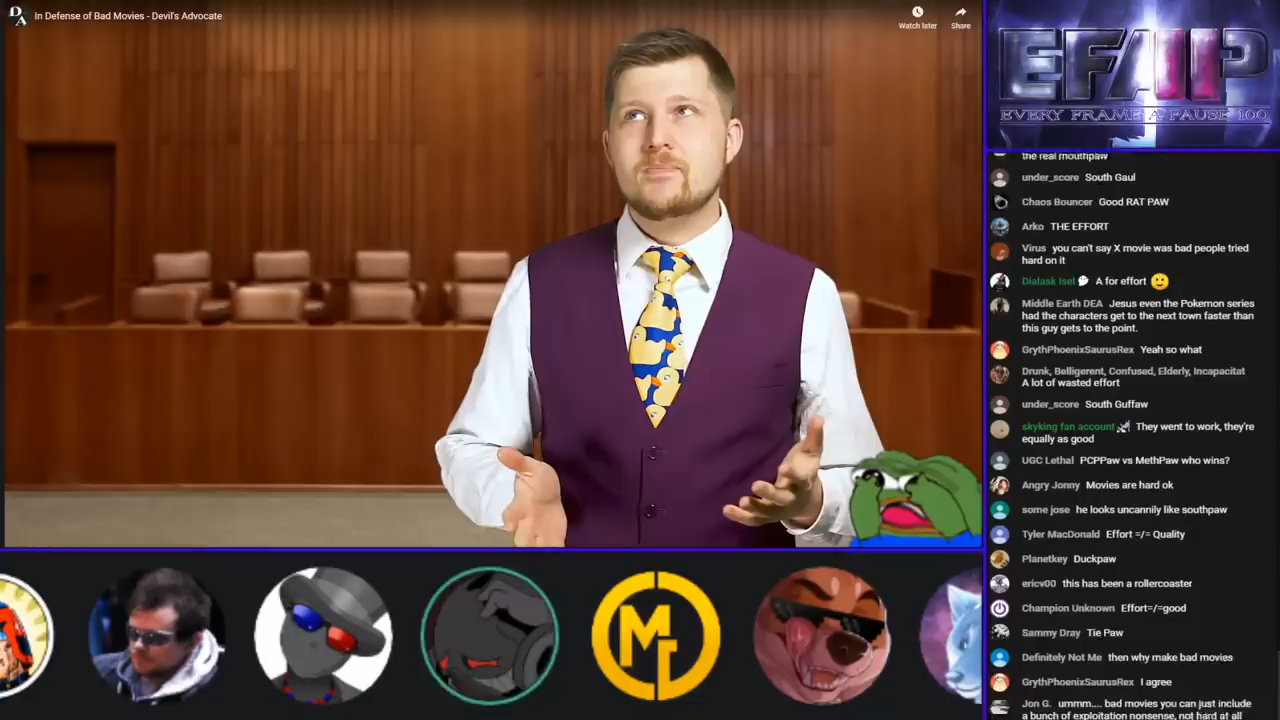 D
A
In Defense of Bad Movies - Devil's Advocate
Watch later
Share
EFAP
EVERY FRAME A PAUSE 100
the real mouthpaw
under_score South Gaul
Chaos Bouncer Good RAT PAW
Arko THE EFFORT
Virus you can't say X movie was bad people tried
hard on it
Dialask Isel A for effort
Middle Earth DEA Jesus even the Pokemon series
had the characters get to the next town faster than
this guy gets to the point.
GrythPhoenixSaurusRex Yeah so what
Drunk, Belligerent, Confused, Elderly, Incapacitat
A lot of wasted effort
under_score South Guffaw
skyking fan account They went to work, they're
equally as good
UGC Lethal PCPPaw vs MethPaw who wins?
Angry Jonny Movies are hard ok
some jose he looks uncannily like southpaw
Tyler MacDonald Effort =/= Quality
Planetkey Duckpaw
ericv00 this has been a rollercoaster
Champion Unknown Effort=/=good
Sammy Dray Tie Paw
Definitely Not Me then why make bad movies
GrythPhoenixSaurusRex I agree
Jon G. ummm.... bad movies you can just include
a bunch of exploitation nonsense, not hard at all